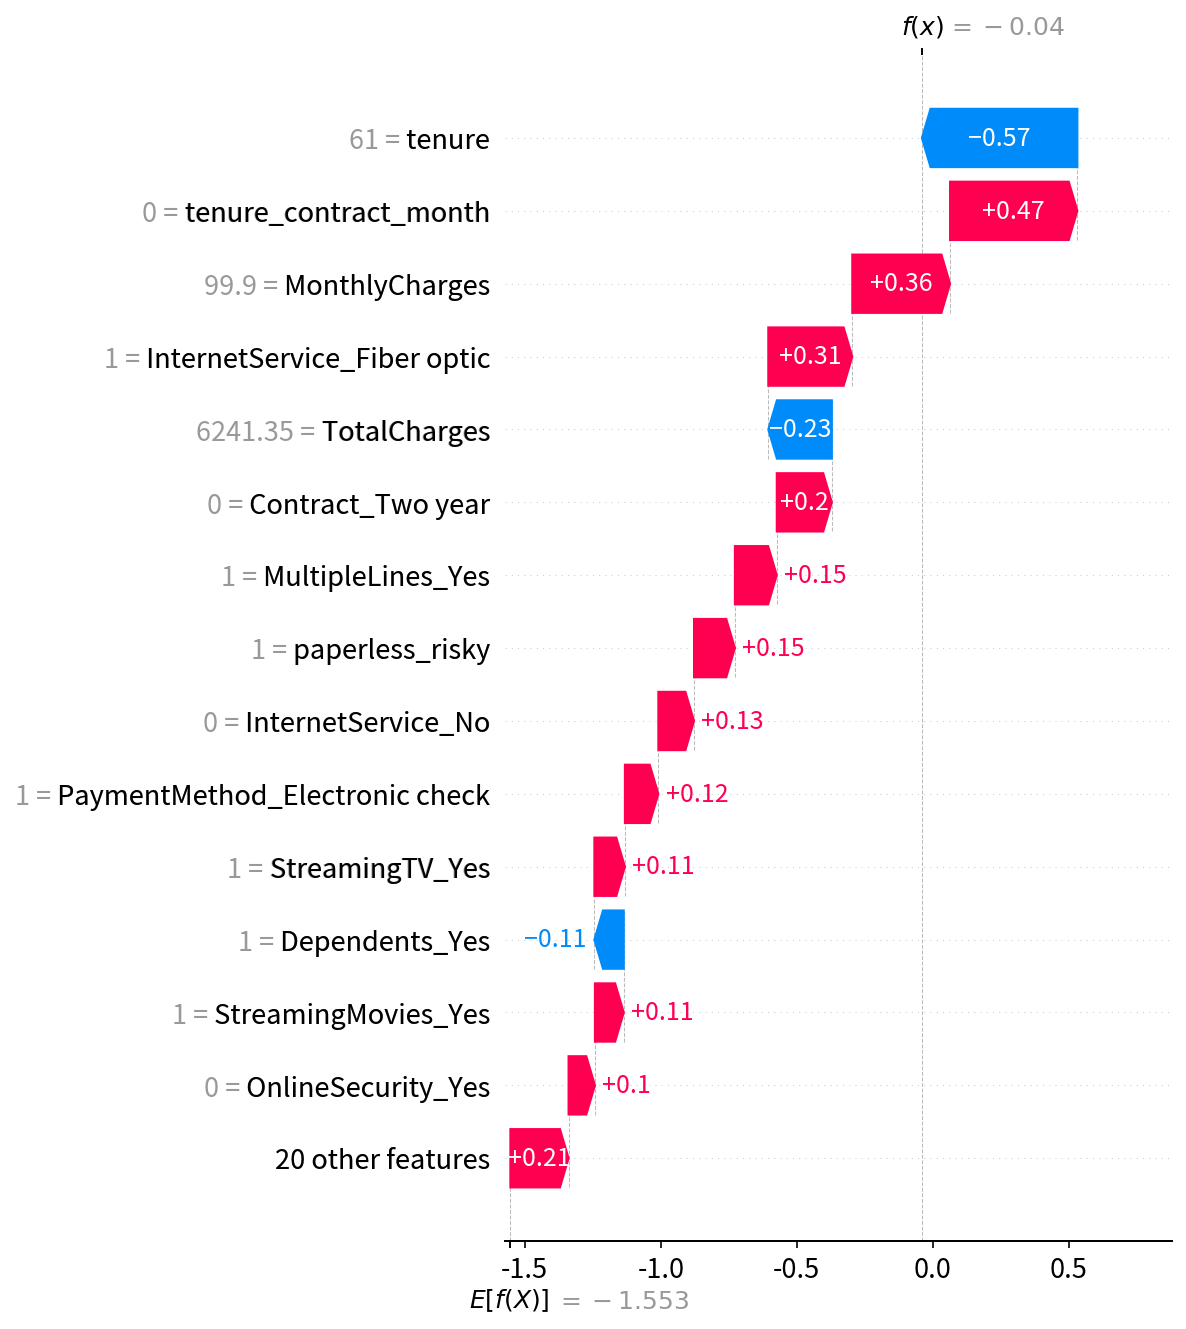 f(x) = −0.04
61 = tenure −0.57
0 = tenure_contract_month +0.47
99.9 = MonthlyCharges +0.36
1 = InternetService_Fiber optic +0.31
6241.35 = TotalCharges −0.23
0 = Contract_Two year +0.2
1 = MultipleLines_Yes +0.15
1 = paperless_risky +0.15
0 = InternetService_No +0.13
1 = PaymentMethod_Electronic check +0.12
1 = StreamingTV_Yes +0.11
1 = Dependents_Yes −0.11
1 = StreamingMovies_Yes +0.11
0 = OnlineSecurity_Yes +0.1
20 other features +0.21
-1.5 -1.0 -0.5 0.0 0.5
E[f(X)] = −1.553